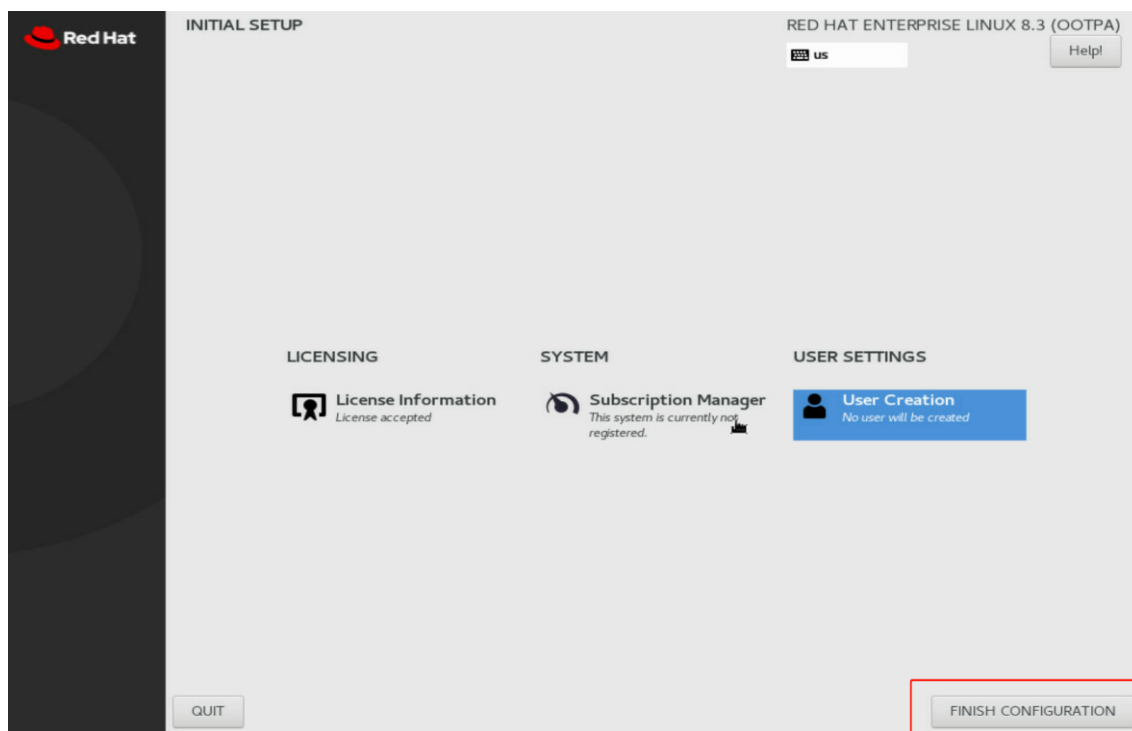 Red Hat
INITIAL SETUP
RED HAT ENTERPRISE LINUX 8.3 (OOTPA)
us
Help!
LICENSING
License Information
License accepted
SYSTEM
Subscription Manager
This system is currently not
registered.
USER SETTINGS
User Creation
No user will be created
QUIT
FINISH CONFIGURATION